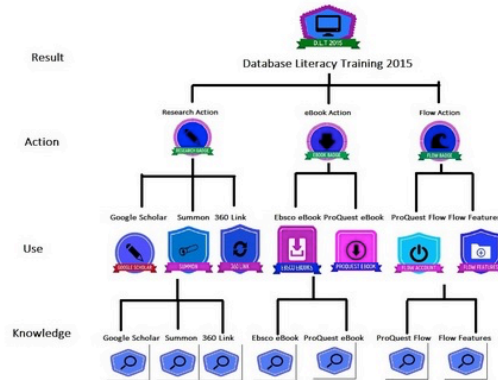 D.L.T 2015
Result
Database Literacy Training 2015
Research Action eBook Action Flow Action
Action
RESEARCH BADGE EBOOK BADGE FLOW BADGE
Google Scholar Summon 360 Link Ebsco eBook ProQuest eBook ProQuest Flow Flow Features
Use
GOOGLE SCHOLAR SUMMON 360 LINK EBSCO EBOOKS PROQUEST EBOOK FLOW ACCOUNT FLOW FEATURES
Knowledge
Google Scholar Summon 360 Link Ebsco eBook ProQuest eBook ProQuest Flow Flow Features